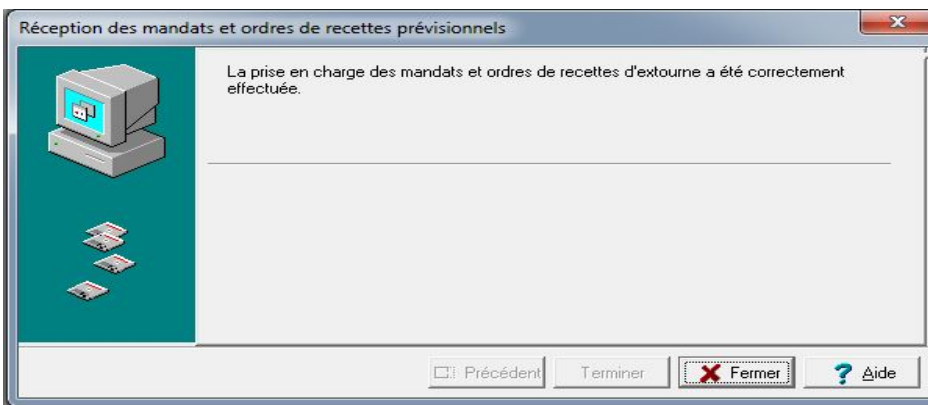 Réception des mandats et ordres de recettes prévisionnels
La prise en charge des mandats et ordres de recettes d'extourne a été correctement
effectuée.
Précédent
Terminer
Fermer
Aide